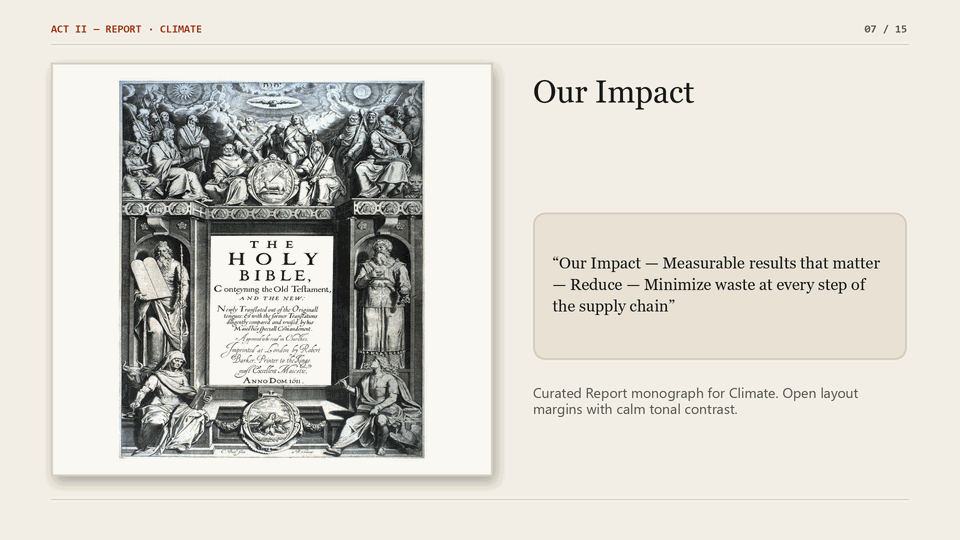 ACT II — REPORT · CLIMATE
07 / 15
THE
HOLY
BIBLE,
Conteyning the Old Testament,
AND THE NEW:
Newly Translated out of the Originall
tongues: & with the former Translations
diligently compared and reuised, by his
Maiesties speciall Comandement.
Appointed to be read in Churches.
Imprinted at London by Robert
Barker, Printer to the Kings
most Excellent Maiestie.
ANNO DOM 1611.
Our Impact
“Our Impact — Measurable results that matter
— Reduce — Minimize waste at every step of
the supply chain”
Curated Report monograph for Climate. Open layout
margins with calm tonal contrast.